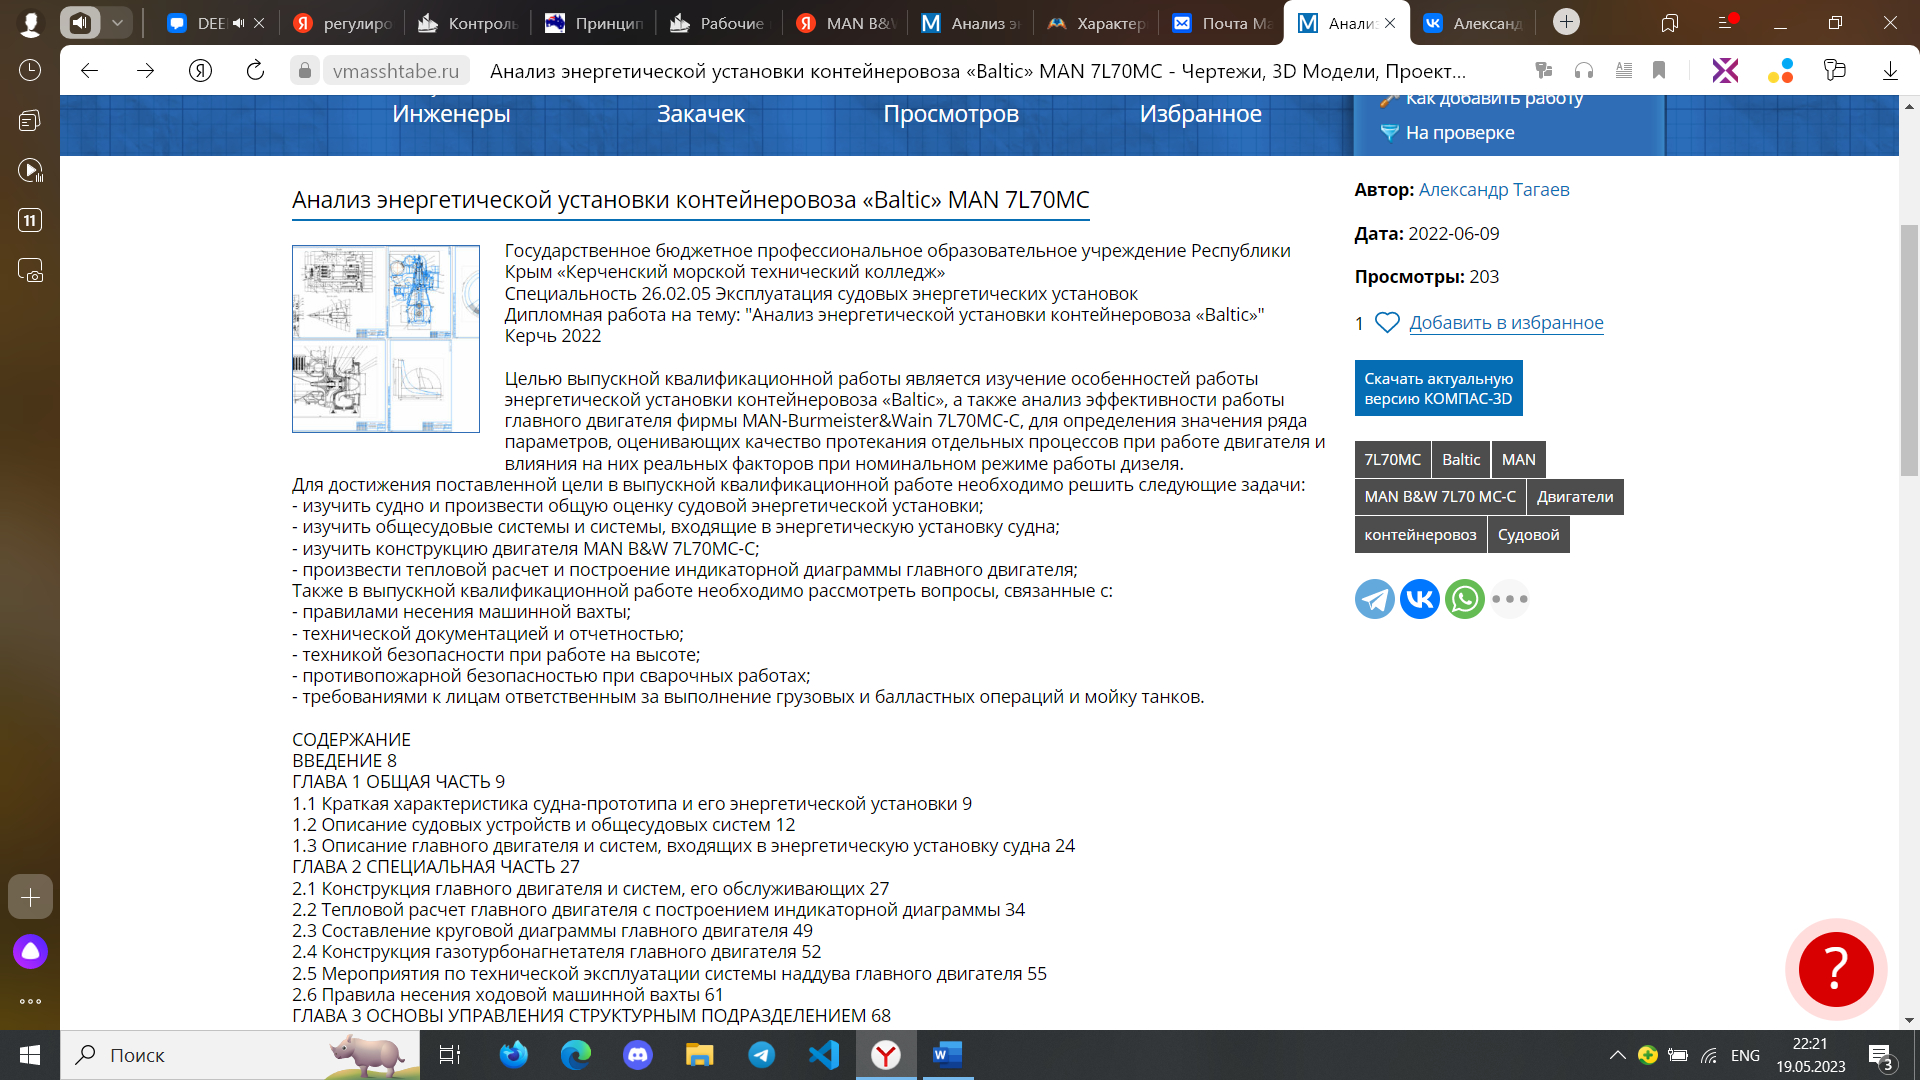 DEE
регулиро
Контроль
Принцип
Рабочие
MAN B&W
Анализ э
Характер
Почта Ма
Анализ
Александ
vmasshtabe.ru
Анализ энергетической установки контейнеровоза «Baltic» MAN 7L70MC - Чертежи, 3D Модели, Проект...
11
Инженеры
Закачек
Просмотров
Избранное
Как добавить работу
На проверке
Анализ энергетической установки контейнеровоза «Baltic» MAN 7L70MC
Государственное бюджетное профессиональное образовательное учреждение Республики
Крым «Керченский морской технический колледж»
Специальность 26.02.05 Эксплуатация судовых энергетических установок
Дипломная работа на тему: "Анализ энергетической установки контейнеровоза «Baltic»"
Керчь 2022
Целью выпускной квалификационной работы является изучение особенностей работы
энергетической установки контейнеровоза «Baltic», а также анализ эффективности работы
главного двигателя фирмы MAN-Burmeister&Wain 7L70MC-C, для определения значения ряда
параметров, оценивающих качество протекания отдельных процессов при работе двигателя и
влияния на них реальных факторов при номинальном режиме работы дизеля.
Для достижения поставленной цели в выпускной квалификационной работе необходимо решить следующие задачи:
- изучить судно и произвести общую оценку судовой энергетической установки;
- изучить общесудовые системы и системы, входящие в энергетическую установку судна;
- изучить конструкцию двигателя MAN B&W 7L70MC-C;
- произвести тепловой расчет и построение индикаторной диаграммы главного двигателя;
Также в выпускной квалификационной работе необходимо рассмотреть вопросы, связанные с:
- правилами несения машинной вахты;
- технической документацией и отчетностью;
- техникой безопасности при работе на высоте;
- противопожарной безопасностью при сварочных работах;
- требованиями к лицам ответственным за выполнение грузовых и балластных операций и мойку танков.
СОДЕРЖАНИЕ
ВВЕДЕНИЕ 8
ГЛАВА 1 ОБЩАЯ ЧАСТЬ 9
1.1 Краткая характеристика судна-прототипа и его энергетической установки 9
1.2 Описание судовых устройств и общесудовых систем 12
1.3 Описание главного двигателя и систем, входящих в энергетическую установку судна 24
ГЛАВА 2 СПЕЦИАЛЬНАЯ ЧАСТЬ 27
2.1 Конструкция главного двигателя и систем, его обслуживающих 27
2.2 Тепловой расчет главного двигателя с построением индикаторной диаграммы 34
2.3 Составление круговой диаграммы главного двигателя 49
2.4 Конструкция газотурбонагнетателя главного двигателя 52
2.5 Мероприятия по технической эксплуатации системы наддува главного двигателя 55
2.6 Правила несения ходовой машинной вахты 61
ГЛАВА 3 ОСНОВЫ УПРАВЛЕНИЯ СТРУКТУРНЫМ ПОДРАЗДЕЛЕНИЕМ 68
Автор: Александр Тагаев
Дата: 2022-06-09
Просмотры: 203
1 Добавить в избранное
Скачать актуальную
версию КОМПАС-3D
7L70MC Baltic MAN
MAN B&W 7L70 MC-C Двигатели
контейнеровоз Судовой
?
Поиск
ENG
22:21
19.05.2023
3